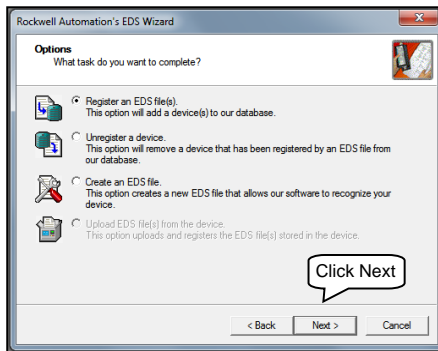 Rockwell Automation's EDS Wizard
Options
What task do you want to complete?
Register an EDS file(s).
This option will add a device(s) to our database.
Unregister a device.
This option will remove a device that has been registered by an EDS file from
our database.
Create an EDS file.
This option creates a new EDS file that allows our software to recognize your
device.
Upload EDS file(s) from the device.
This option uploads and registers the EDS file(s) stored in the device.
Click Next
< Back Next > Cancel